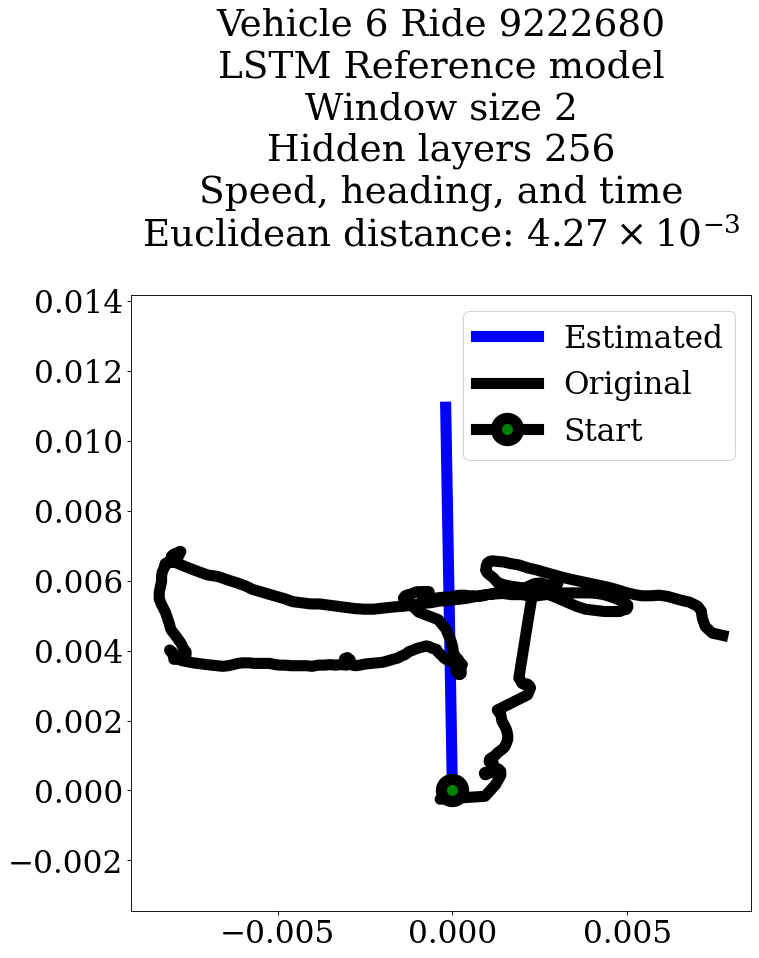 Vehicle 6 Ride 9222680
LSTM Reference model
Window size 2
Hidden layers 256
Speed, heading, and time
Euclidean distance: 4.27 × 10⁻³
0.014
0.012
0.010
0.008
0.006
0.004
0.002
0.000
−0.002
Estimated
Original
Start
−0.005
0.000
0.005